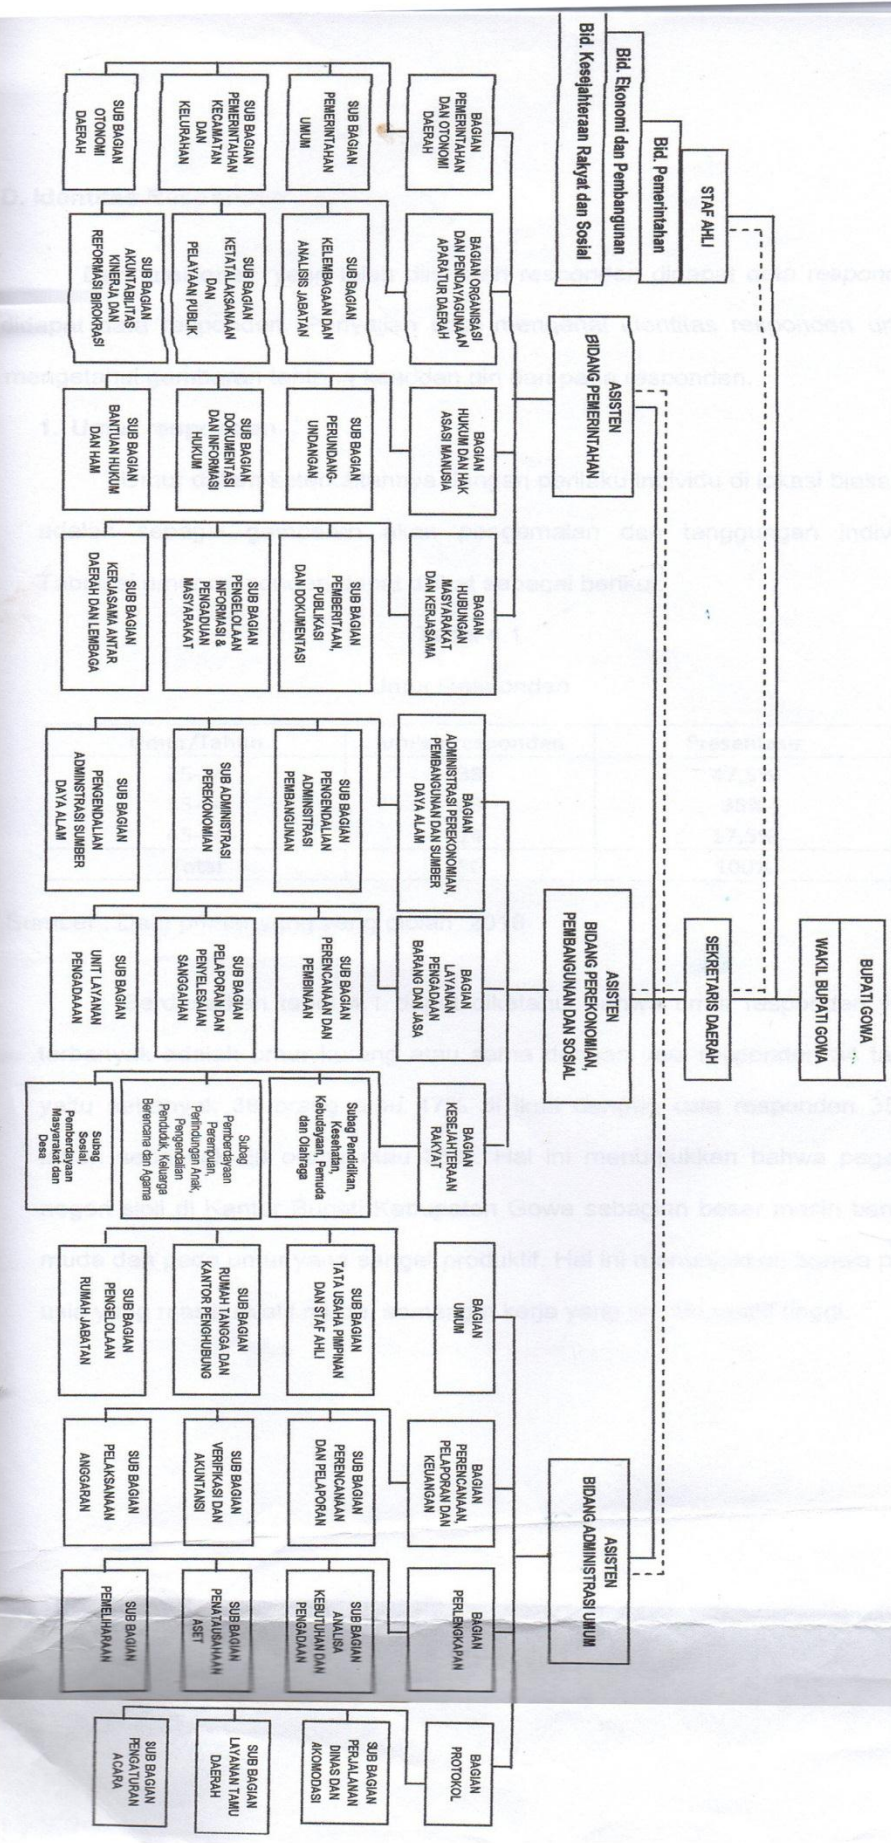 BUPATI GOWA
WAKIL BUPATI GOWA
SEKRETARIS DAERAH
STAF AHLI
Bid. Pemerintahan
Bid. Ekonomi dan Pembangunan
Bid. Kesejahteraan Rakyat dan Sosial
ASISTEN
BIDANG PEMERINTAHAN
ASISTEN
BIDANG PEREKONOMIAN,
PEMBANGUNAN DAN SOSIAL
ASISTEN
BIDANG ADMINISTRASI UMUM
BAGIAN
PEMERINTAHAN
DAN OTONOMI
DAERAH
BAGIAN ORGANISASI
DAN PENDAYAGUNAAN
APARATUR DAERAH
BAGIAN
HUKUM DAN HAK
ASASI MANUSIA
BAGIAN
HUBUNGAN
MASYARAKAT
DAN KERJASAMA
BAGIAN
ADMINISTRASI PEREKONOMIAN,
PEMBANGUNAN DAN SUMBER
DAYA ALAM
BAGIAN
LAYANAN
PENGADAAN
BARANG DAN JASA
BAGIAN
KESEJAHTERAAN
RAKYAT
BAGIAN
UMUM
BAGIAN
PERENCANAAN,
PELAPORAN DAN
KEUANGAN
BAGIAN
PERLENGKAPAN
BAGIAN
PROTOKOL
SUB BAGIAN
PEMERINTAHAN
UMUM
SUB BAGIAN
KELEMBAGAAN DAN
ANALISIS JABATAN
SUB BAGIAN
PERUNDANG
UNDANGAN
SUB BAGIAN
PEMBERITAAN,
PUBLIKASI
DAN DOKUMENTASI
SUB BAGIAN
PENGENDALIAN
ADMINSITRASI
PEMBANGUNAN
SUB BAGIAN
PERENCANAAN DAN
PEMBINAAN
Subag Pendidikan,
Kesehatan,
Kebudayaan, Pemuda
dan Olahraga
SUB BAGIAN
TATA USAHA PIMPINAN
DAN STAF AHLI
SUB BAGIAN
PERENCANAAN
DAN PELAPORAN
SUB BAGIAN
ANALISA
KEBUTUHAN DAN
PENGADAAN
SUB BAGIAN
PERJALANAN
DINAS DAN
AKOMODASI
SUB BAGIAN
PEMERINTAHAN
KECAMATAN
DAN
KELURAHAN
SUB BAGIAN
KETATALAKSANAAN
DAN
PELAYAAN PUBLIK
SUB BAGIAN
DOKUMENTASI
DAN INFORMASI
HUKUM
SUB BAGIAN
PENGELOLAAN
INFORMASI &
PENGADUAN
MASYARAKAT
SUB ADMINISTRASI
PEREKONOMIAN
SUB BAGIAN
PELAPORAN DAN
PENYELESAIAN
SANGGAHAN
Subag
Pemberdayaan
Perempuan,
Perlindungan Anak,
Pengendalian
Penduduk, Keluarga
Berencana dan Agama
SUB BAGIAN
RUMAH TANGGA DAN
KANTOR PENGHUBUNG
SUB BAGIAN
VERIFIKASI DAN
AKUNTANSI
SUB BAGIAN
PENATAUSAHAAN
ASET
SUB BAGIAN
LAYANAN TAMU
DAERAH
SUB BAGIAN
OTONOMI
DAERAH
SUB BAGIAN
AKUNTABILITAS
KINERJA DAN
REFORMASI BIROKRASI
SUB BAGIAN
BANTUAN HUKUM
DAN HAM
SUB BAGIAN
KERJASAMA ANTAR
DAERAH DAN LEMBAGA
SUB BAGIAN
PENGENDALIAN
ADMINSTRASI SUMBER
DAYA ALAM
SUB BAGIAN
UNIT LAYANAN
PENGADAAAN
Subag
Sosial,
Pemberdayaan
Masyarakat dan
Desa
SUB BAGIAN
PENGELOLAAN
RUMAH JABATAN
SUB BAGIAN
PELAKSANAAN
ANGGARAN
SUB BAGIAN
PEMELIHARAAN
SUB BAGIAN
PENGATURAN
ACARA